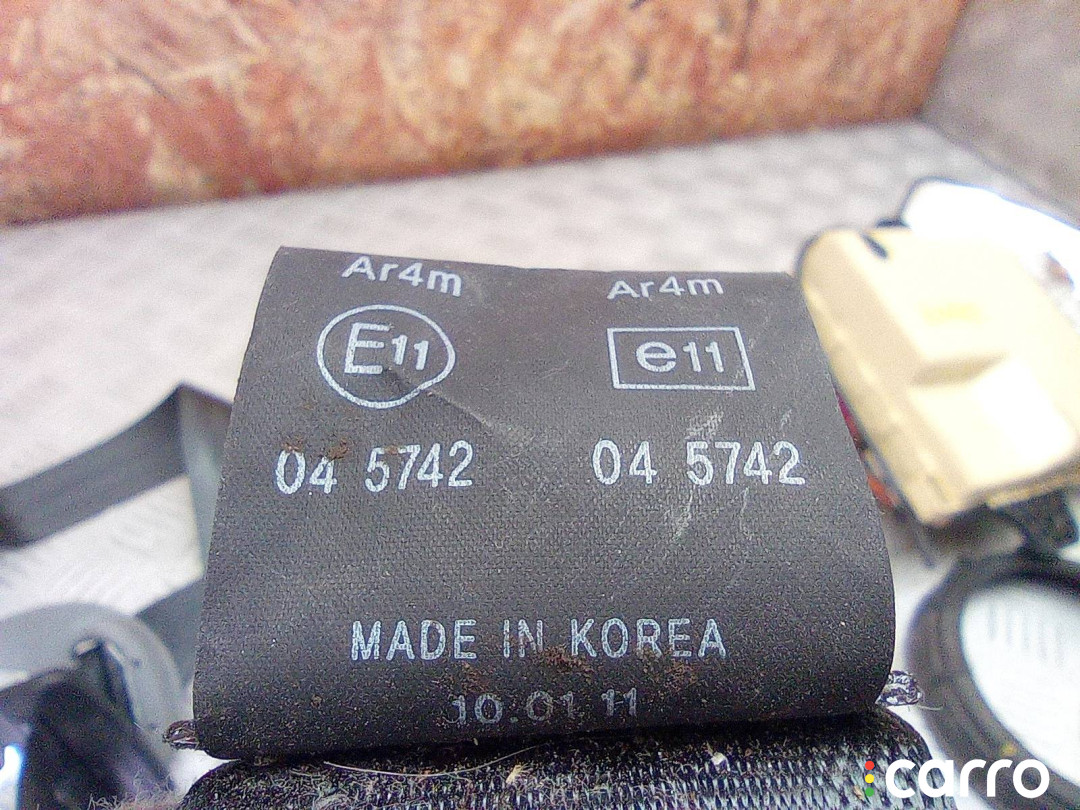 Ar4m Ar4m
E11 e11
04 5742 04 5742
MADE IN KOREA
10.01 11
carro